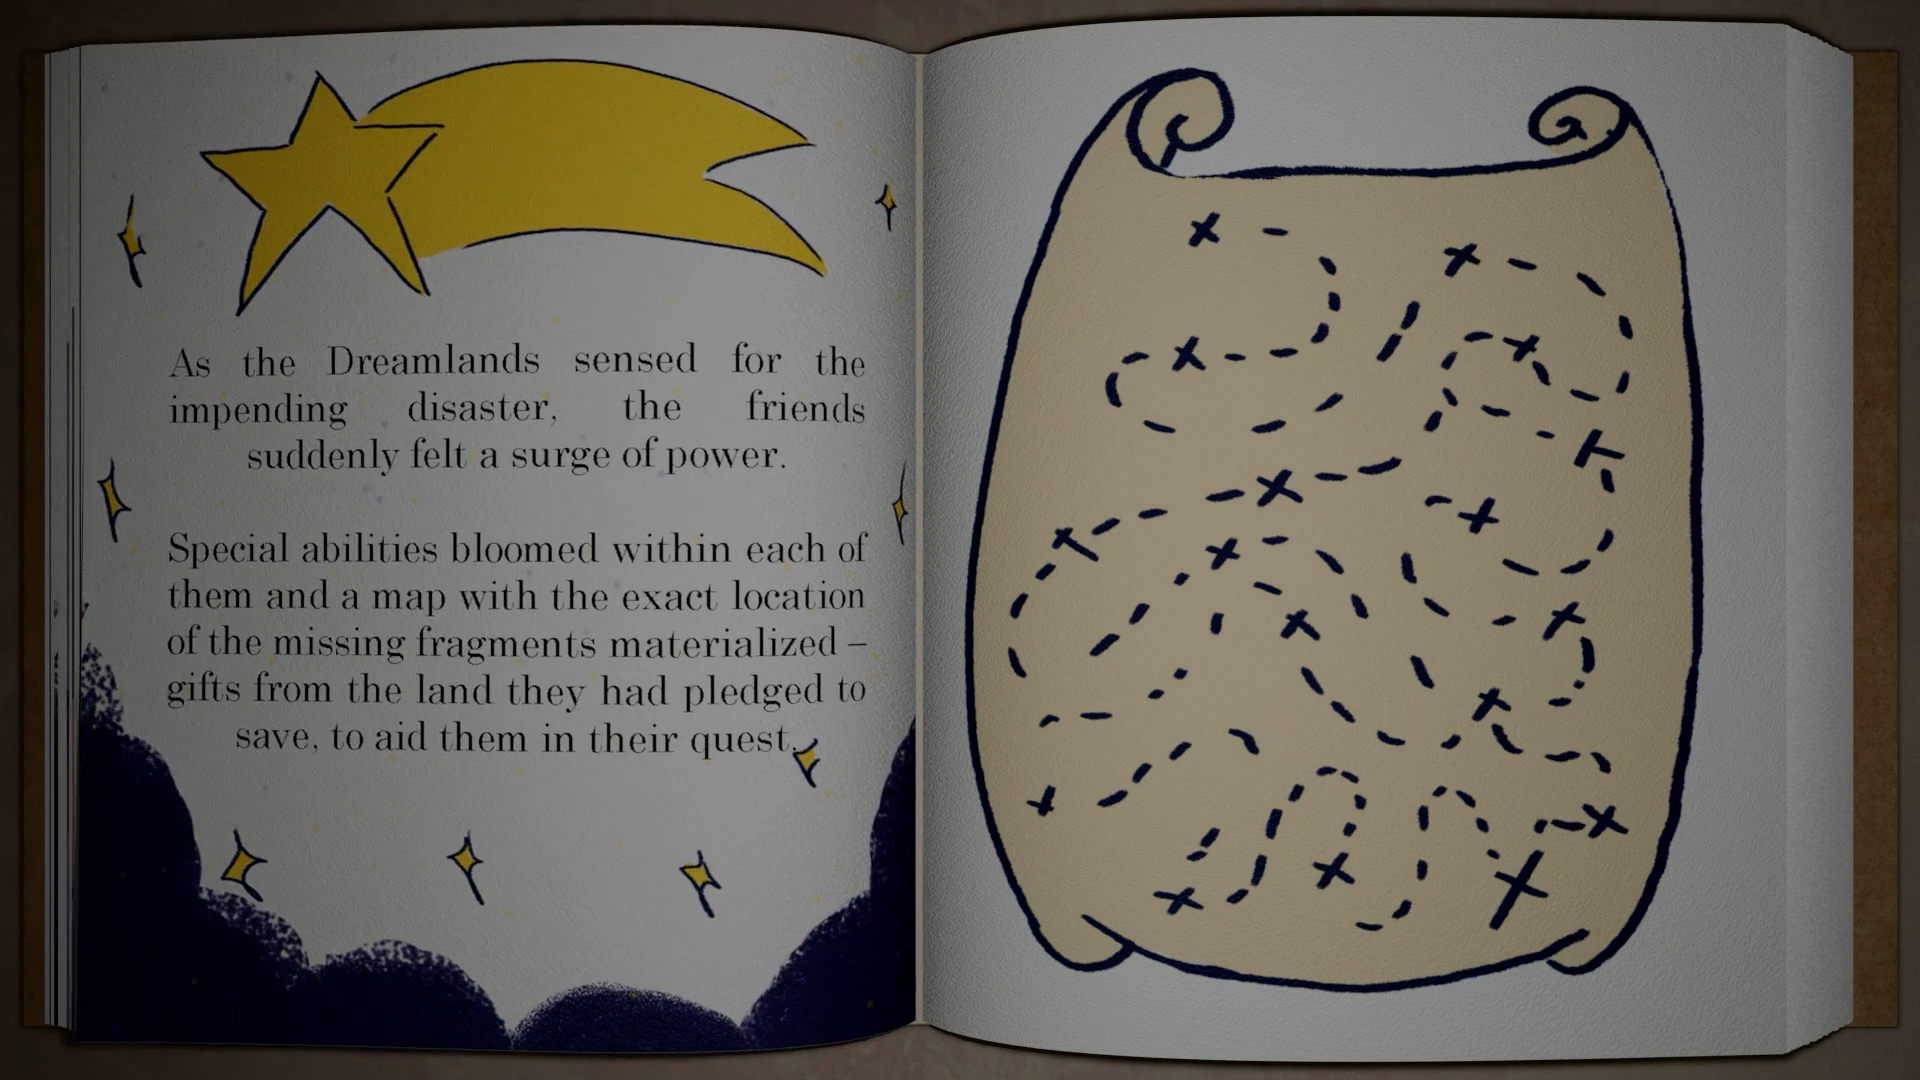 As the Dreamlands sensed for the
impending disaster, the friends
suddenly felt a surge of power.
Special abilities bloomed within each of
them and a map with the exact location
of the missing fragments materialized –
gifts from the land they had pledged to
save, to aid them in their quest.